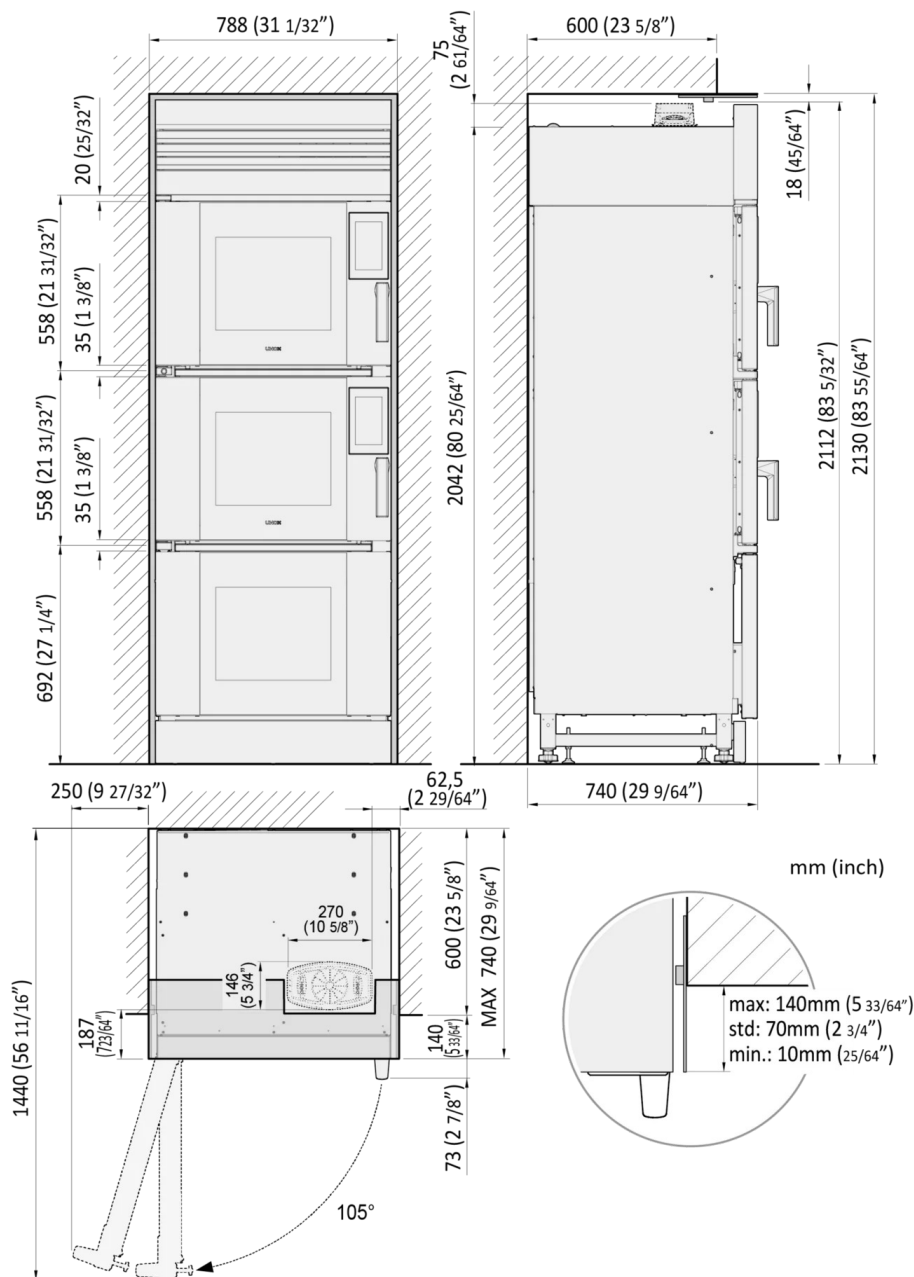 788 (31 1/32”)
600 (23 5/8”)
75
(2 61/64”)
20 (25/32”)
18 (45/64”)
558 (21 31/32”)
35 (1 3/8”)
558 (21 31/32”)
35 (1 3/8”)
692 (27 1/4”)
2042 (80 25/64”)
2112 (83 5/32”)
2130 (83 55/64”)
740 (29 9/64”)
250 (9 27/32”)
62,5
(2 29/64”)
270
(10 5/8”)
146
(5 3/4”)
187
(7 23/64”)
600 (23 5/8”)
MAX 740 (29 9/64”)
140
(5 33/64”)
73 (2 7/8”)
1440 (56 11/16”)
105°
mm (inch)
max: 140mm (5 33/64”)
std: 70mm (2 3/4”)
min.: 10mm (25/64”)